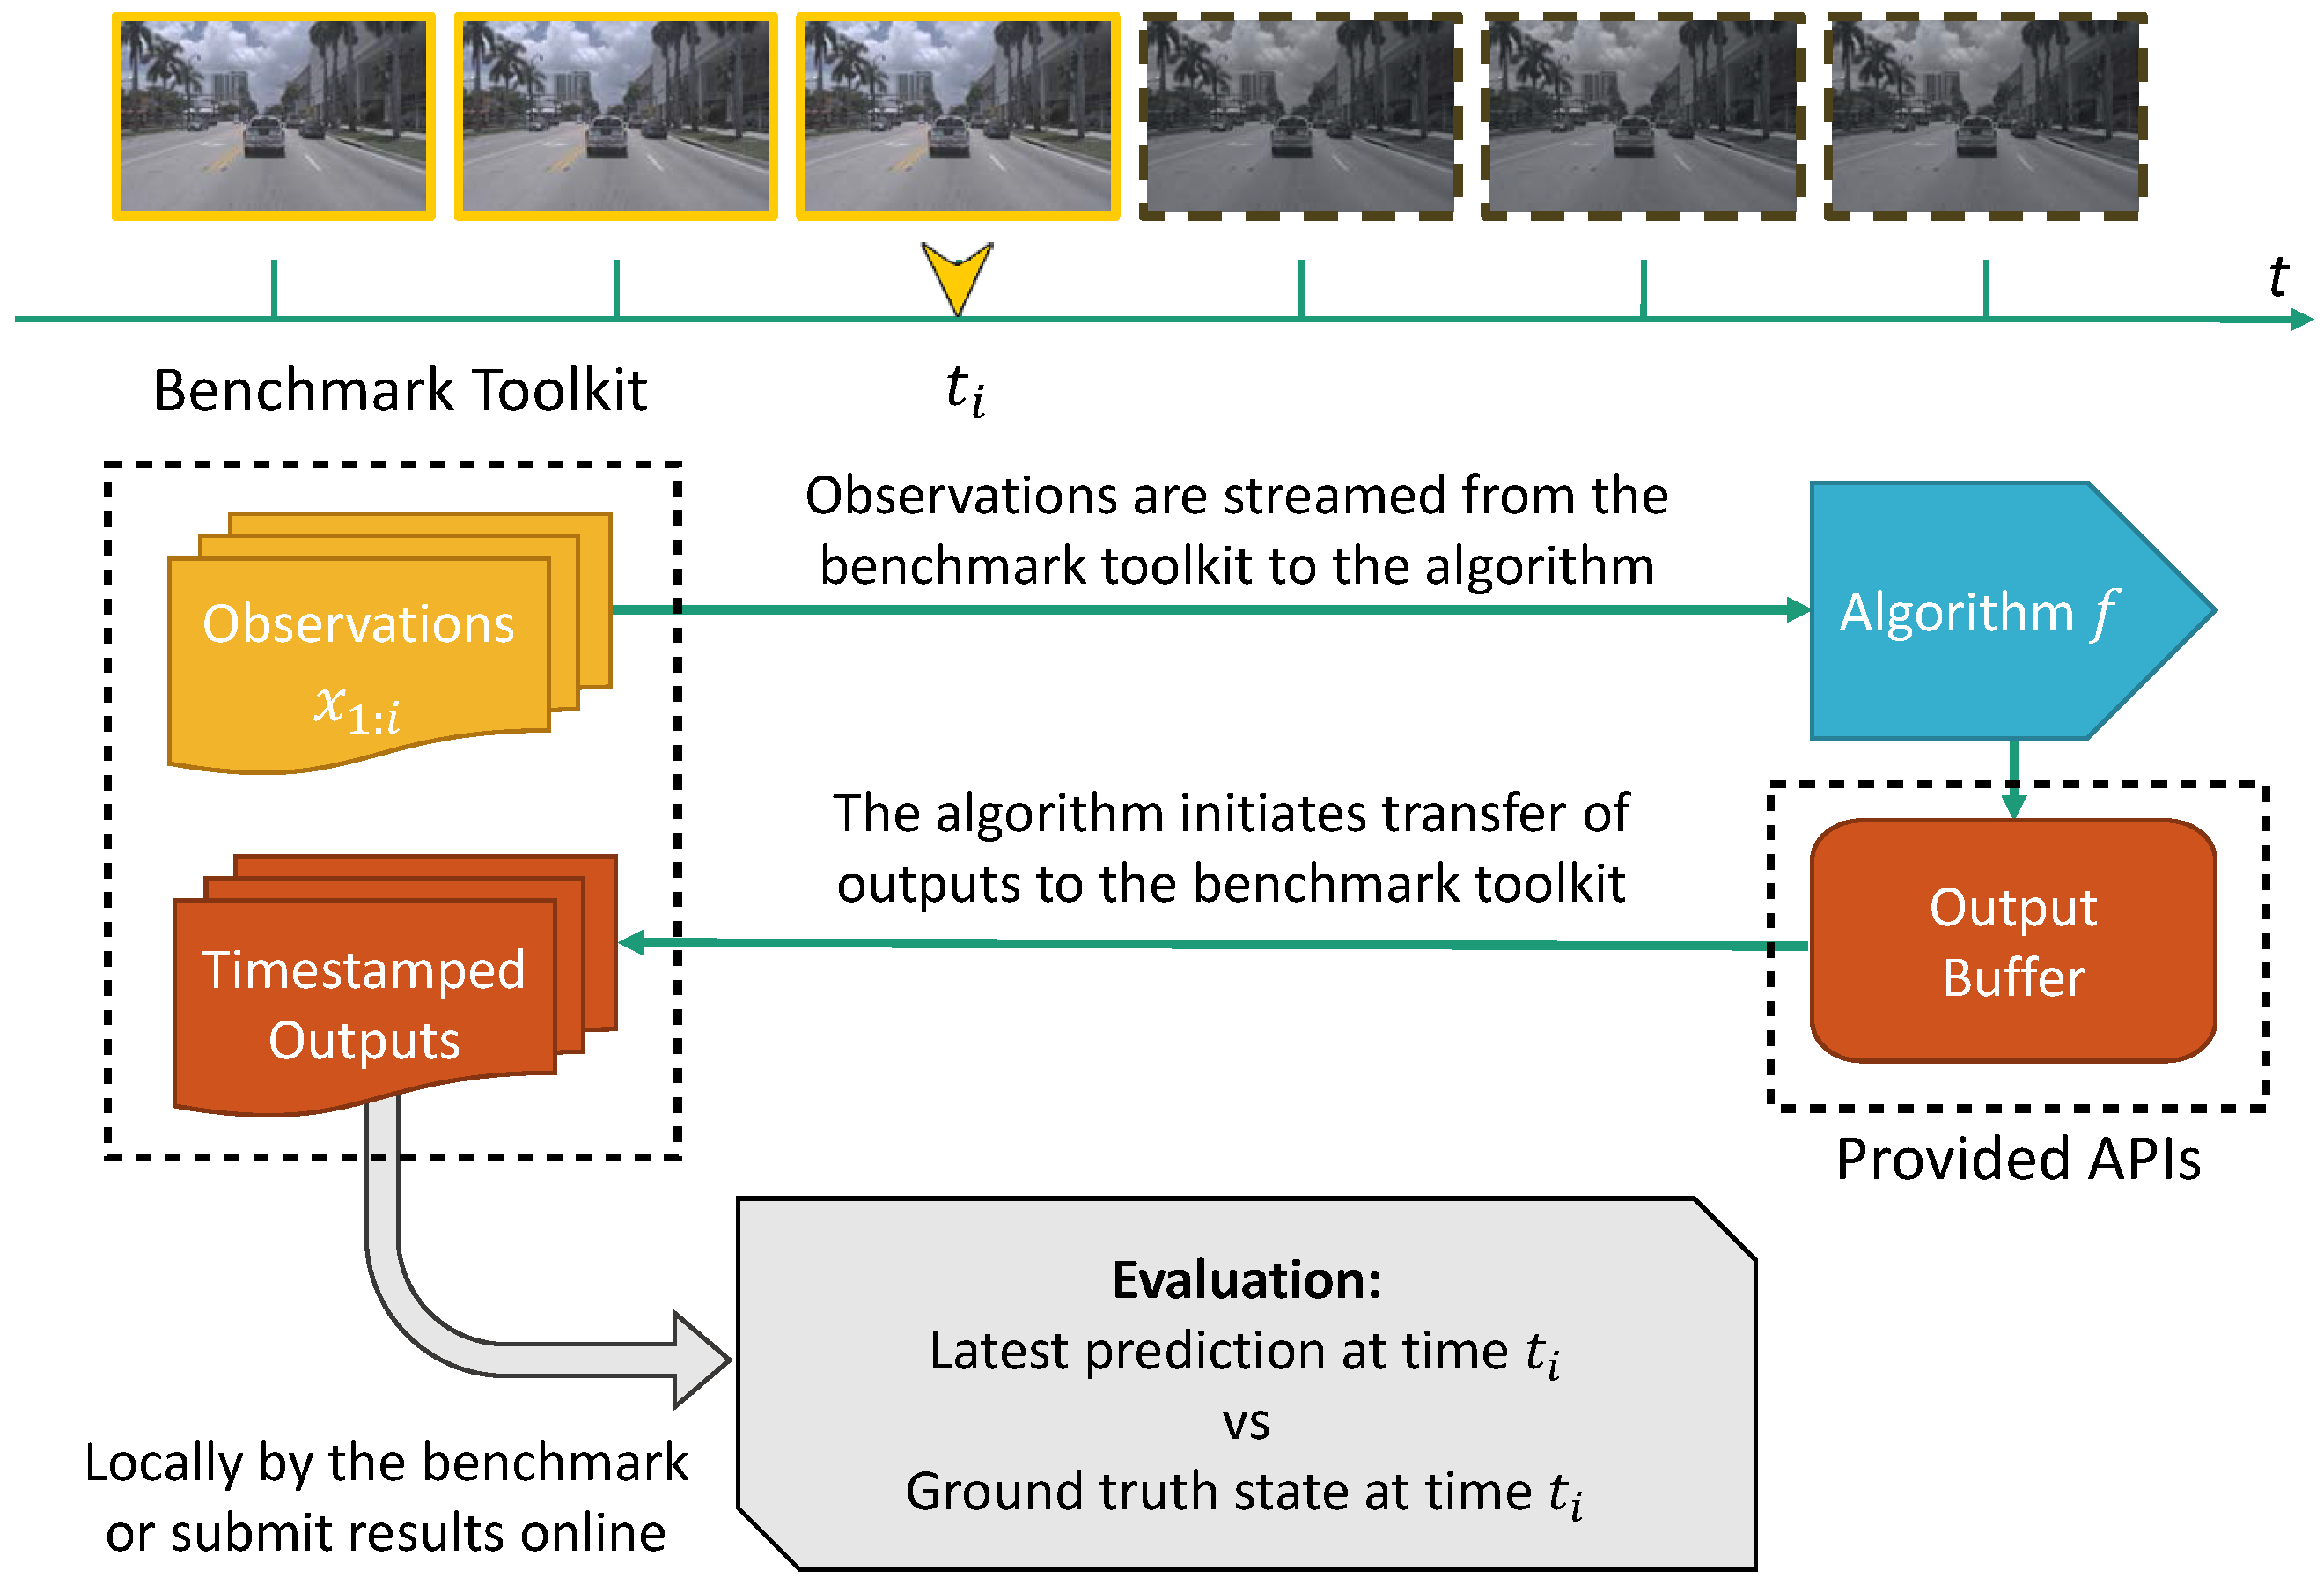 t
Benchmark Toolkit
t_i
Observations are streamed from the
benchmark toolkit to the algorithm
Observations
x_{1:i}
Algorithm f
The algorithm initiates transfer of
outputs to the benchmark toolkit
Timestamped
Outputs
Output
Buffer
Provided APIs
Evaluation:
Latest prediction at time t_i
vs
Ground truth state at time t_i
Locally by the benchmark
or submit results online